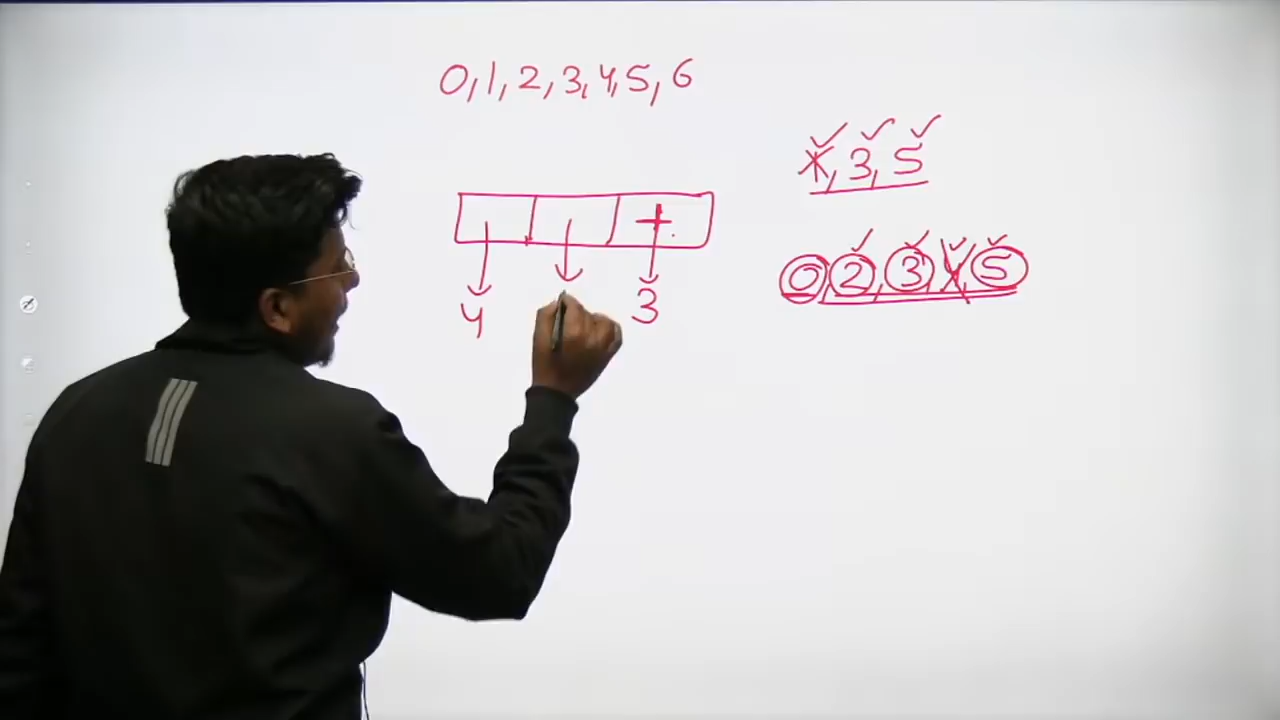 0, 1, 2, 3, 4, 5, 6
1, 3, 5
0, 2, 3, 4, 5
4 3